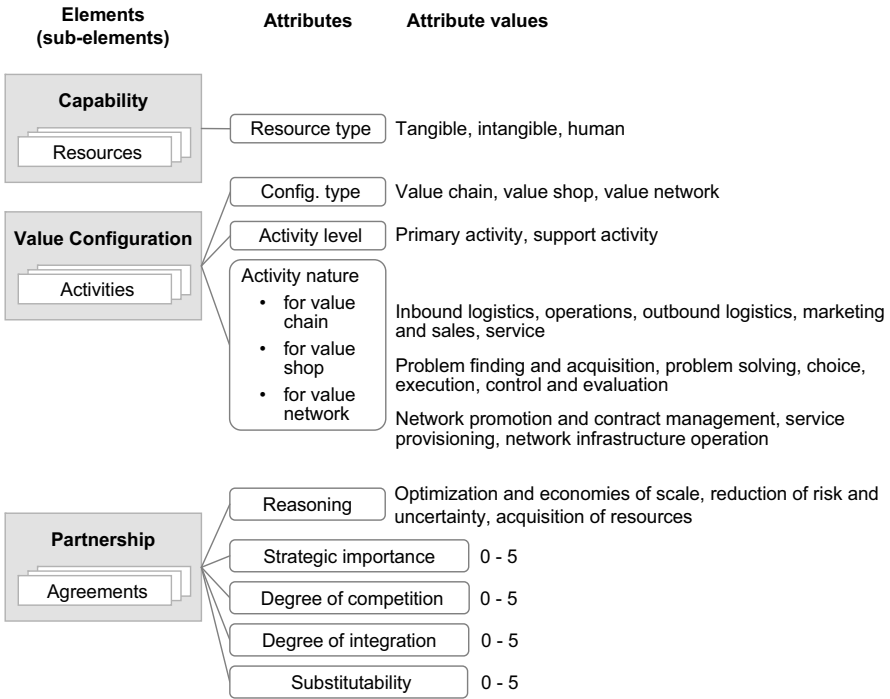 Elements
(sub-elements)
Attributes
Attribute values
Capability
Resources
Resource type
Tangible, intangible, human
Value Configuration
Activities
Config. type
Value chain, value shop, value network
Activity level
Primary activity, support activity
Activity nature
• for value
chain
Inbound logistics, operations, outbound logistics, marketing
and sales, service
• for value
shop
Problem finding and acquisition, problem solving, choice,
execution, control and evaluation
• for value
network
Network promotion and contract management, service
provisioning, network infrastructure operation
Partnership
Agreements
Reasoning
Optimization and economies of scale, reduction of risk and
uncertainty, acquisition of resources
Strategic importance
0 - 5
Degree of competition
0 - 5
Degree of integration
0 - 5
Substitutability
0 - 5